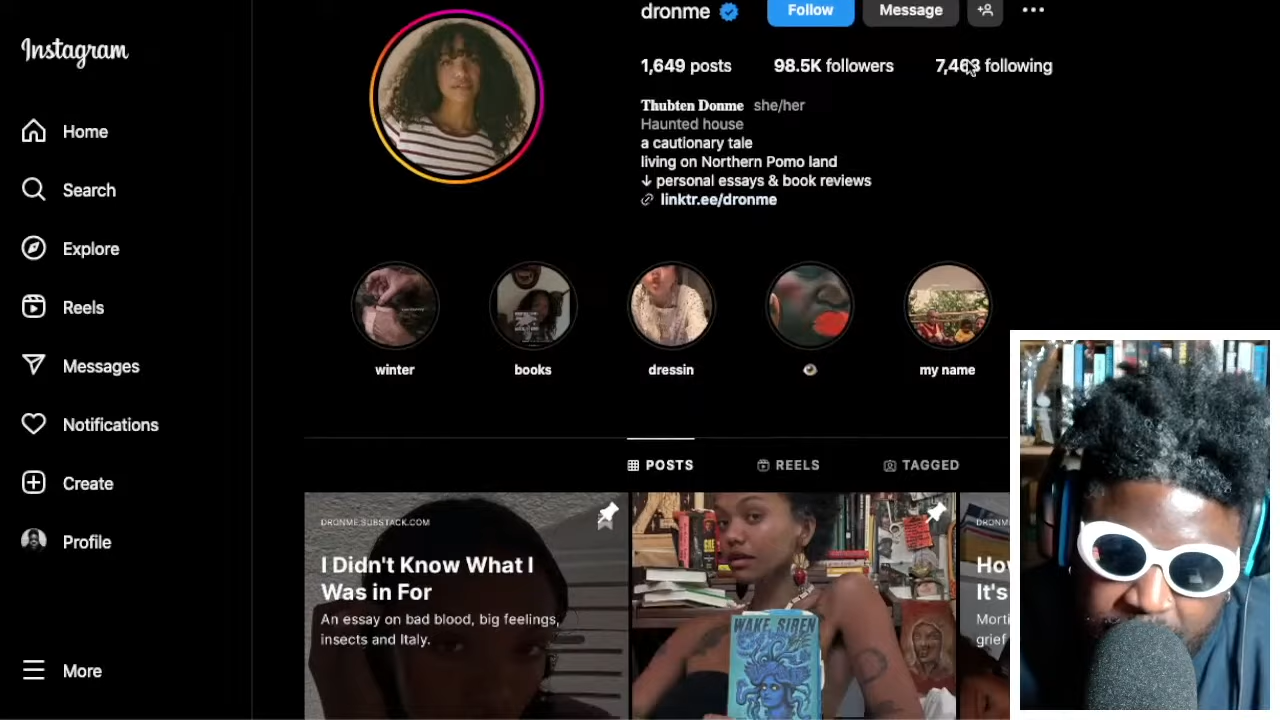 Instagram
dronme
Follow
Message
1,649 posts
98.5K followers
7,463 following
Thubten Donme she/her
Haunted house
a cautionary tale
living on Northern Pomo land
↓ personal essays & book reviews
linktr.ee/dronme
Home
Search
Explore
Reels
Messages
Notifications
Create
Profile
More
winter
books
dressin
my name
POSTS
REELS
TAGGED
DRONME.SUBSTACK.COM
I Didn't Know What I
Was in For
An essay on bad blood, big feelings,
insects and Italy.
WAKE SIREN